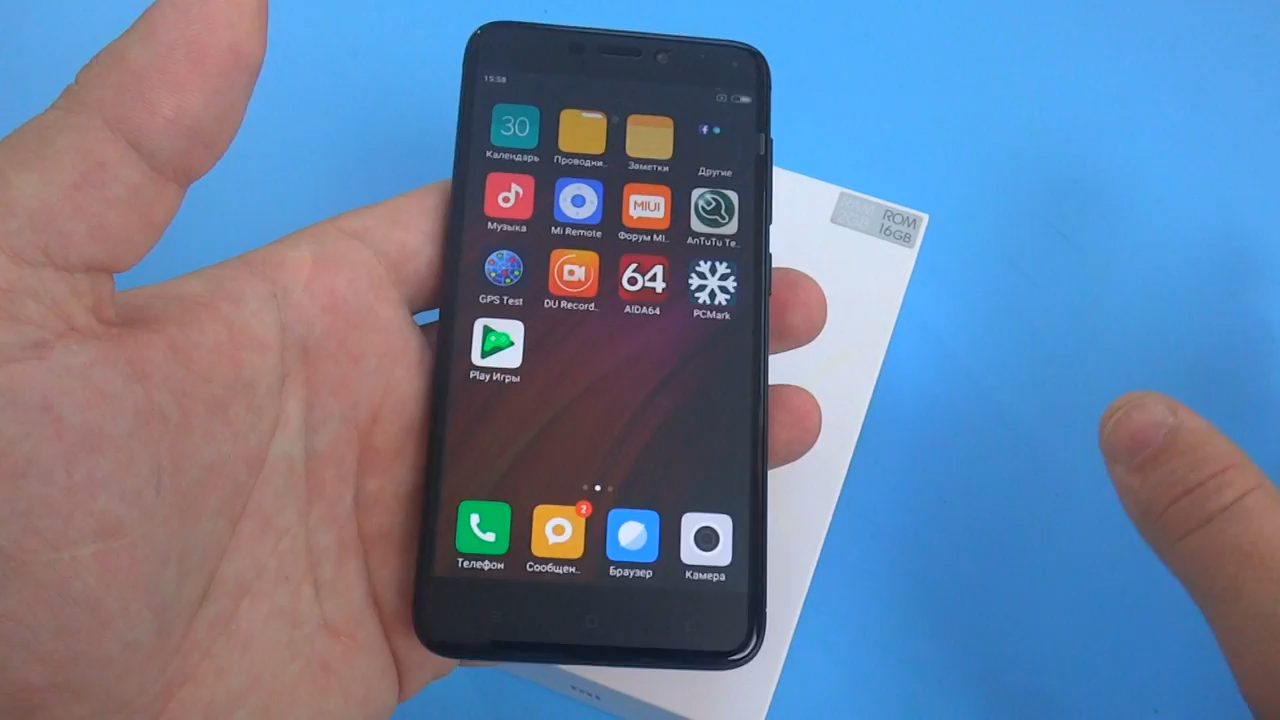 15:58
30
Календарь
Проводни..
Заметки
Другие
Музыка
Mi Remote
MIUI
Форум MI..
AnTuTu Te..
GPS Test
DU Record..
64
AIDA64
PCMark
Play Игры
2
Телефон
Сообщен..
Браузер
Камера
ROM
16GB